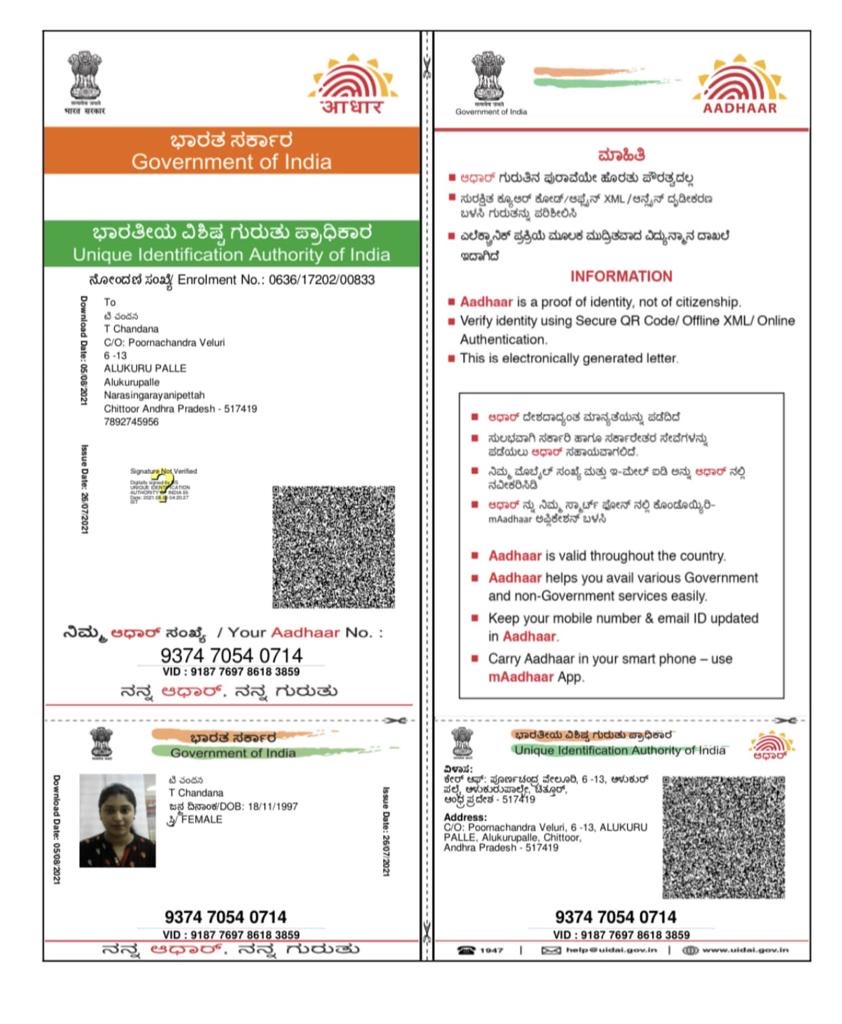 सत्यमेव जयते
भारत सरकार
आधार
ಭಾರತ ಸರ್ಕಾರ
Government of India
ಭಾರತೀಯ ವಿಶಿಷ್ಟ ಗುರುತು ಪ್ರಾಧಿಕಾರ
Unique Identification Authority of India
ನೋಂದಣಿ ಸಂಖ್ಯೆ/ Enrolment No.: 0636/17202/00833
Download Date: 05/08/2021
To
ಟಿ ಚಂದನ
T Chandana
C/O: Poornachandra Veluri
6 -13
ALUKURU PALLE
Alukurupalle
Narasingarayanipettah
Chittoor Andhra Pradesh - 517419
7892745956
Issue Date: 26/07/2021
Signature Not Verified
Digitally signed by DS
UNIQUE IDENTIFICATION
AUTHORITY OF INDIA 05
IST
ನಿಮ್ಮ ಆಧಾರ್ ಸಂಖ್ಯೆ / Your Aadhaar No. :
9374 7054 0714
VID : 9187 7697 8618 3859
ನನ್ನ ಆಧಾರ್, ನನ್ನ ಗುರುತು
ಭಾರತ ಸರ್ಕಾರ
Government of India
Download Date: 05/08/2021
ಟಿ ಚಂದನ
T Chandana
ಜನ್ಮ ದಿನಾಂಕ/DOB: 18/11/1997
ಸ್ತ್ರೀ/ FEMALE
Issue Date: 26/07/2021
9374 7054 0714
VID : 9187 7697 8618 3859
ನನ್ನ ಆಧಾರ್, ನನ್ನ ಗುರುತು
सत्यमेव जयते
Government of India
AADHAAR
ಮಾಹಿತಿ
ಆಧಾರ್ ಗುರುತಿನ ಪುರಾವೆಯೇ ಹೊರತು ಪೌರತ್ವದಲ್ಲ
ಸುರಕ್ಷಿತ ಕ್ಯೂಆರ್ ಕೋಡ್/ಆಫ್ಲೈನ್ XML /ಆನ್ಲೈನ್ ದೃಢೀಕರಣ
ಬಳಸಿ ಗುರುತನ್ನು ಪರಿಶೀಲಿಸಿ
ಎಲೆಕ್ಟ್ರಾನಿಕ್ ಪ್ರಕ್ರಿಯೆ ಮೂಲಕ ಮುದ್ರಿತವಾದ ವಿದ್ಯುನ್ಮಾನ ದಾಖಲೆ
ಇದಾಗಿದೆ
INFORMATION
Aadhaar is a proof of identity, not of citizenship.
Verify identity using Secure QR Code/ Offline XML/ Online
Authentication.
This is electronically generated letter.
ಆಧಾರ್ ದೇಶದಾದ್ಯಂತ ಮಾನ್ಯತೆಯನ್ನು ಪಡೆದಿದೆ
ಸುಲಭವಾಗಿ ಸರ್ಕಾರಿ ಹಾಗೂ ಸರ್ಕಾರೇತರ ಸೇವೆಗಳನ್ನು
ಪಡೆಯಲು ಆಧಾರ್ ಸಹಾಯವಾಗಲಿದೆ.
ನಿಮ್ಮ ಮೊಬೈಲ್ ಸಂಖ್ಯೆ ಮತ್ತು ಇ-ಮೇಲ್ ಐಡಿ ಅನ್ನು ಆಧಾರ್ ನಲ್ಲಿ
ನವೀಕರಿಸಿಡಿ
ಆಧಾರ್ ನ್ನು ನಿಮ್ಮ ಸ್ಮಾರ್ಟ್ ಫೋನ್ ನಲ್ಲಿ ಕೊಂಡೊಯ್ಯಿರಿ-
mAadhaar ಅಪ್ಲಿಕೇಶನ್ ಬಳಸಿ
Aadhaar is valid throughout the country.
Aadhaar helps you avail various Government
and non-Government services easily.
Keep your mobile number & email ID updated
in Aadhaar.
Carry Aadhaar in your smart phone – use
mAadhaar App.
ಭಾರತೀಯ ವಿಶಿಷ್ಟ ಗುರುತು ಪ್ರಾಧಿಕಾರ
Unique Identification Authority of India
ಆಧಾರ್
ವಿಳಾಸ:
ಕೇರ್ ಆಫ್: ಪೂರ್ಣಚಂದ್ರ ವೇಲೂರಿ, 6 -13, ಆಳುಕುರ್
ಪಲ್ಲೆ, ಆಳುಕುರುಪಾಲ್ಲೇ, ಚಿತ್ತೂರ್,
ಆಂಧ್ರ ಪ್ರದೇಶ - 517419
Address:
C/O: Poornachandra Veluri, 6 -13, ALUKURU
PALLE, Alukurupalle, Chittoor,
Andhra Pradesh - 517419
9374 7054 0714
VID : 9187 7697 8618 3859
1947 | help@uidai.gov.in | www.uidai.gov.in